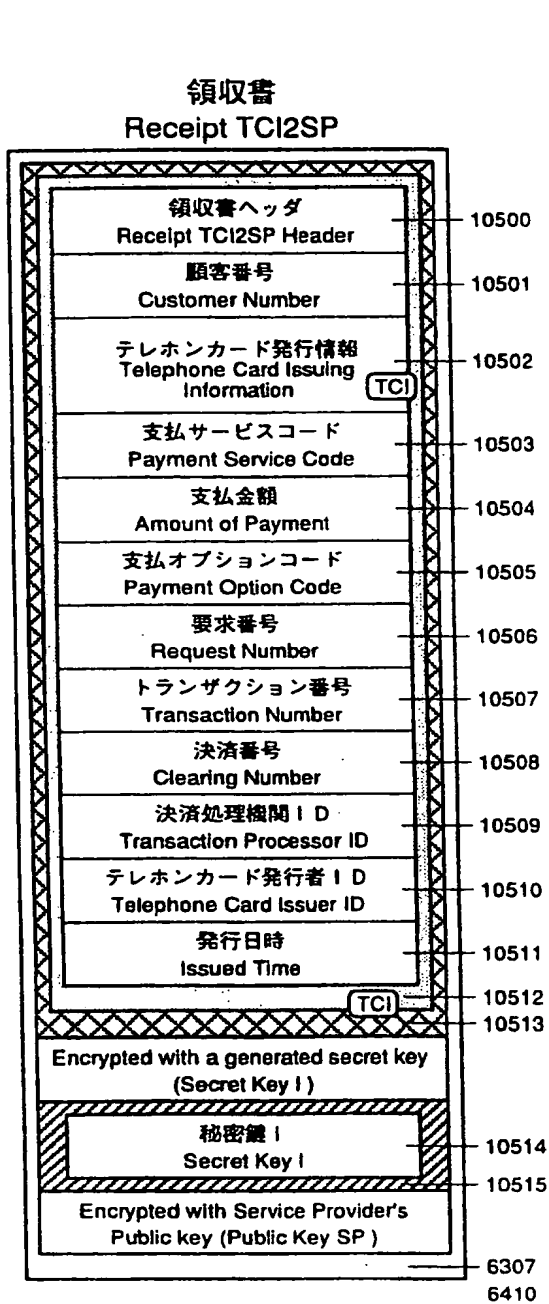 領収書
Receipt TCI2SP
領収書ヘッダ
Receipt TCI2SP Header
10500
顧客番号
Customer Number
10501
テレホンカード発行情報
Telephone Card Issuing
Information
TCI
10502
支払サービスコード
Payment Service Code
10503
支払金額
Amount of Payment
10504
支払オプションコード
Payment Option Code
10505
要求番号
Request Number
10506
トランザクション番号
Transaction Number
10507
決済番号
Clearing Number
10508
決済処理機関ID
Transaction Processor ID
10509
テレホンカード発行者ID
Telephone Card Issuer ID
10510
発行日時
Issued Time
10511
TCI
10512
10513
Encrypted with a generated secret key
(Secret Key I)
秘密鍵 I
Secret Key I
10514
10515
Encrypted with Service Provider's
Public key (Public Key SP)
6307
6410